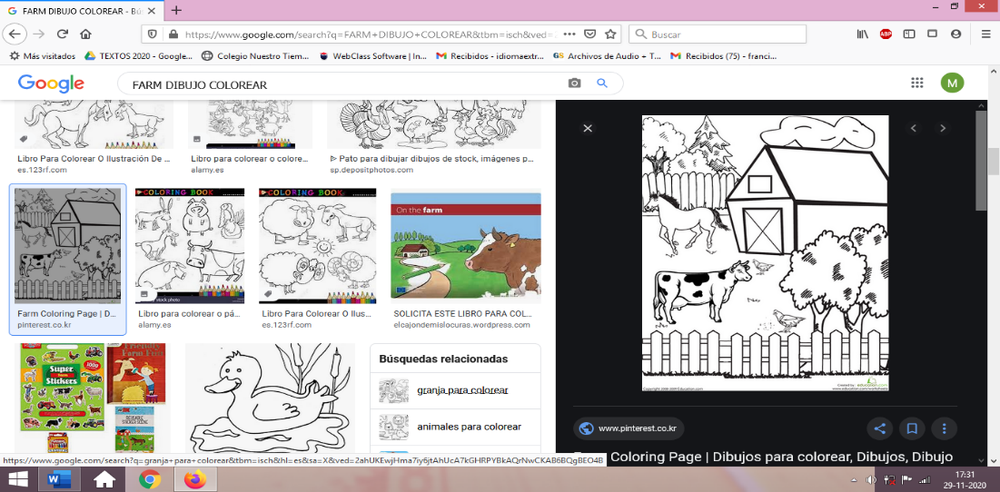 FARM DIBUJO COLOREAR - Bú
https://www.google.com/search?q=FARM+DIBUJO+COLOREAR&tbm=isch&ved=
Buscar
Más visitados
TEXTOS 2020 - Google...
Colegio Nuestro Tiem...
WebClass Software | In...
Recibidos - idiomaextr...
Archivos de Audio + T...
Recibidos (75) - franci...
Google
FARM DIBUJO COLOREAR
M
Libro Para Colorear O Ilustración De ...
es.123rf.com
Libro para colorear o colore...
alamy.es
ᐅ Pato para dibujar dibujos de stock, imágenes p...
sp.depositphotos.com
COLORING BOOK
COLORING BOOK
On the farm
stock photo
Farm Coloring Page | D...
pinterest.co.kr
Libro para colorear o pá...
alamy.es
Libro Para Colorear O Ilus...
es.123rf.com
SOLICITA ESTE LIBRO PARA COL...
elcajondemislocuras.wordpress.com
Super
Stickers
Friendly
Farm
Búsquedas relacionadas
granja para colorear
animales para colorear
education.com
www.pinterest.co.kr
Coloring Page | Dibujos para colorear, Dibujos, Dibujo
https://www.google.com/search?q=granja+para+colorear&tbm=isch&hl=es&sa=X&ved=2ahUKEwjHma7iy6jtAhUcA7kGHRPYBkAQrNwCKAB6BQgBEO4B
17:31
29-11-2020